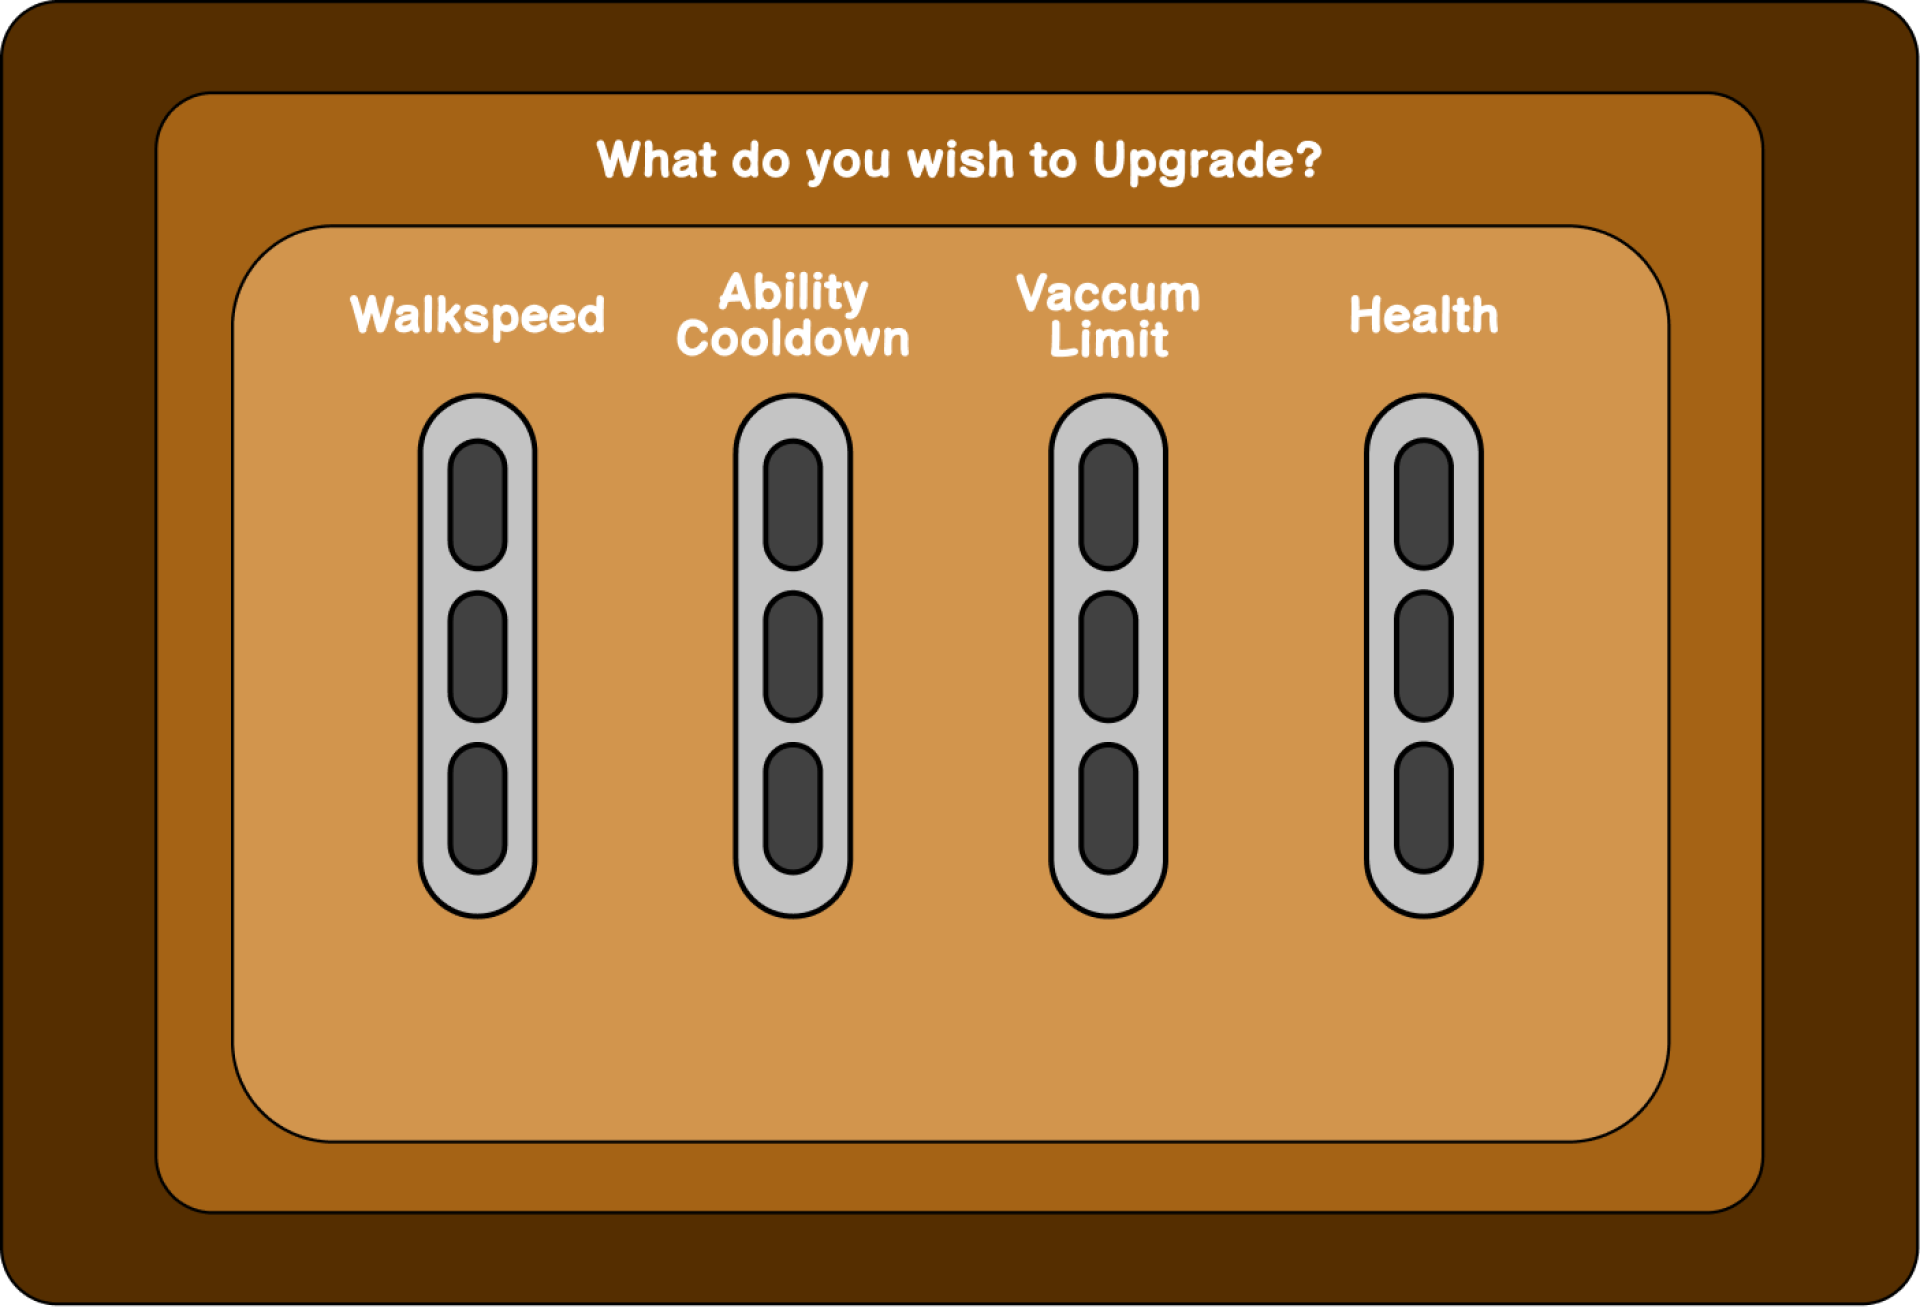 What do you wish to Upgrade?
Walkspeed
Ability
Cooldown
Vaccum
Limit
Health